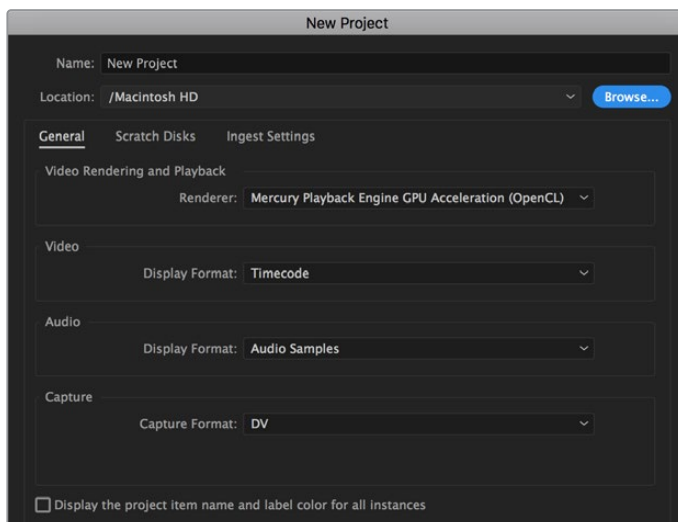 New Project
Name: New Project
Location: /Macintosh HD Browse...
General Scratch Disks Ingest Settings
Video Rendering and Playback
Renderer: Mercury Playback Engine GPU Acceleration (OpenCL)
Video
Display Format: Timecode
Audio
Display Format: Audio Samples
Capture
Capture Format: DV
Display the project item name and label color for all instances